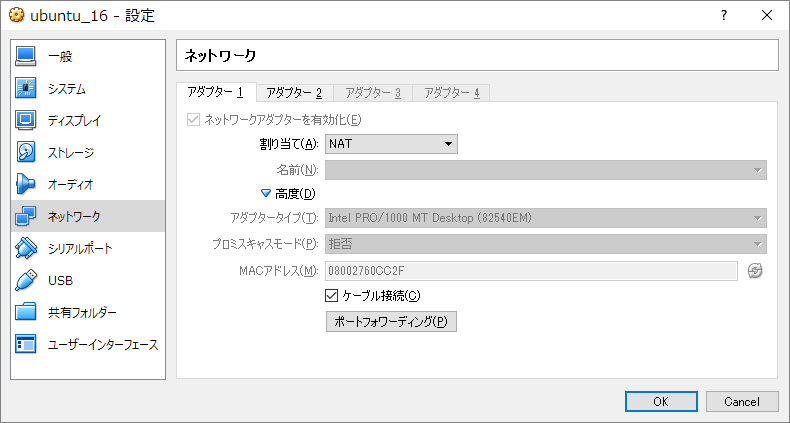 ubuntu_16 - 設定
一般
システム
ディスプレイ
ストレージ
オーディオ
ネットワーク
シリアルポート
USB
共有フォルダー
ユーザーインターフェース
ネットワーク
アダプター 1 アダプター 2 アダプター 3 アダプター 4
ネットワークアダプターを有効化(E)
割り当て(A): NAT
名前(N):
高度(D)
アダプタータイプ(T): Intel PRO/1000 MT Desktop (82540EM)
プロミスキャスモード(P): 拒否
MACアドレス(M): 08002760CC2F
ケーブル接続(C)
ポートフォワーディング(P)
OK Cancel